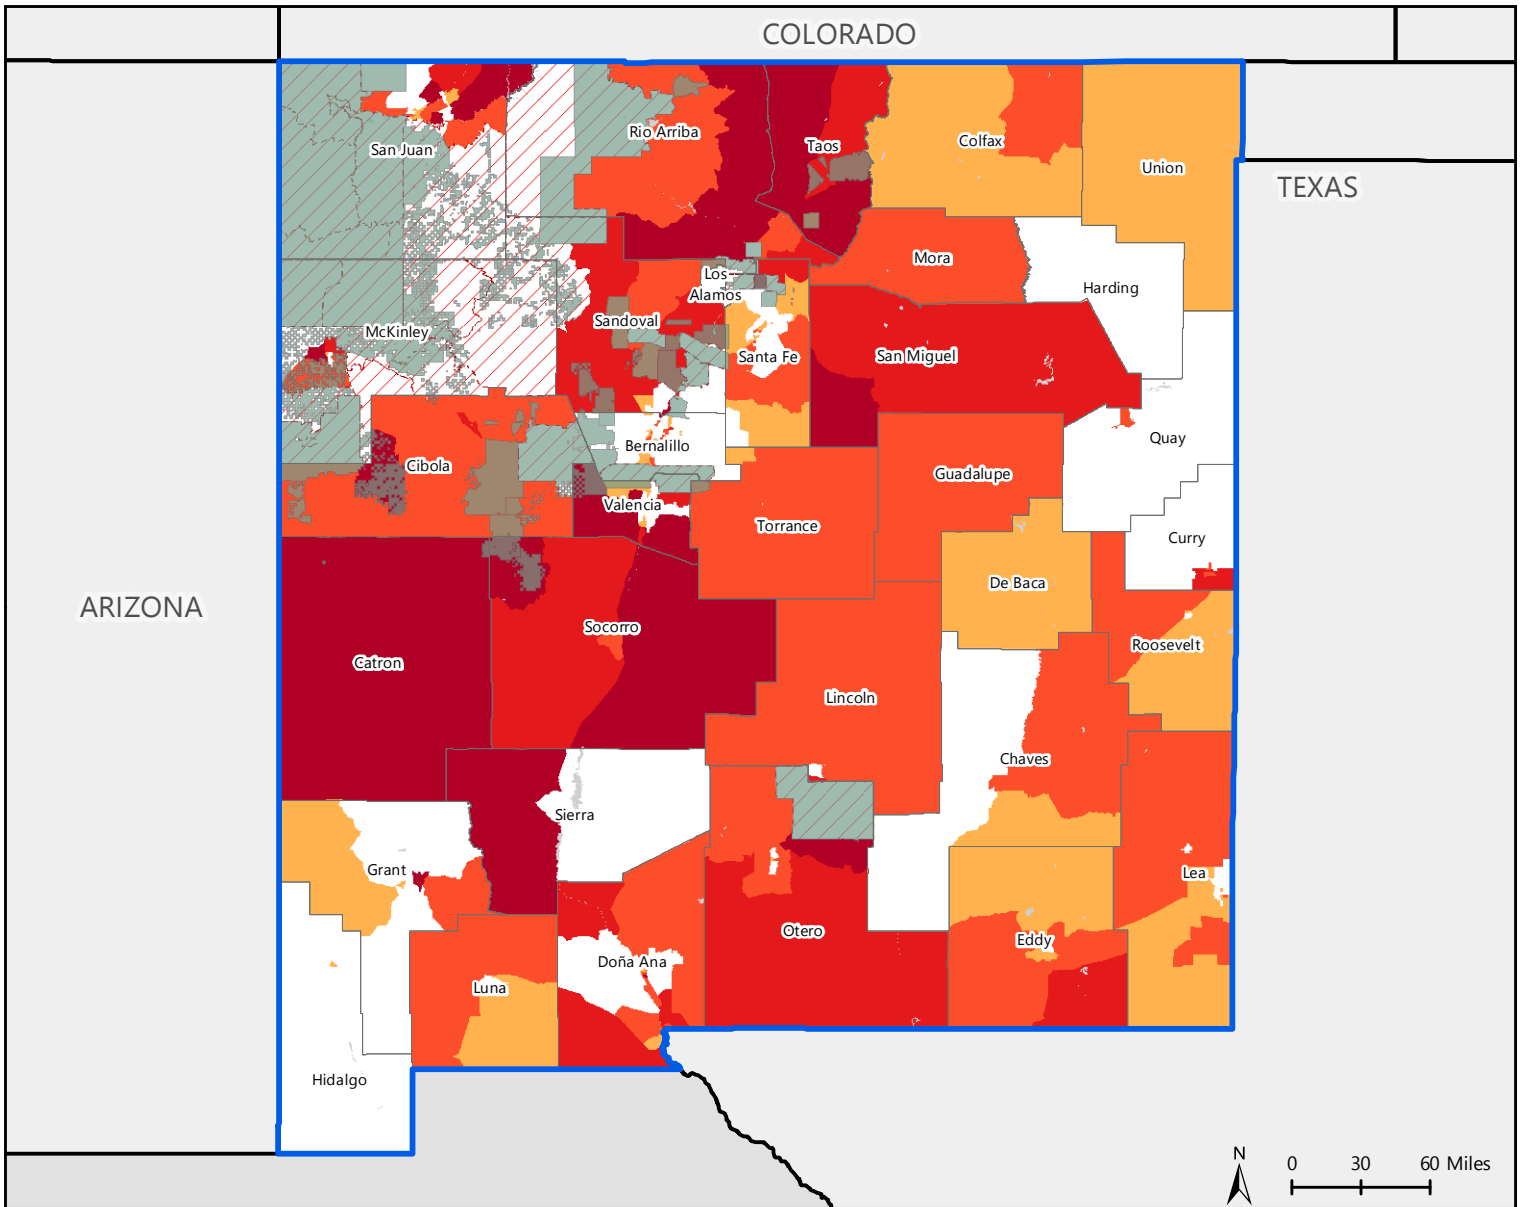 COLORADO
Rio Arriba
San Juan
Taos
Colfax
Union
TEXAS
Mora
Los
Alamos
Harding
McKinley
Sandoval
Santa Fe
San Miguel
Quay
Bernalillo
Cibola
Guadalupe
Valencia
Torrance
Curry
De Baca
ARIZONA
Socorro
Roosevelt
Catron
Lincoln
Chaves
Sierra
Grant
Lea
Otero
Eddy
Doña Ana
Luna
Hidalgo
N
0 30 60 Miles